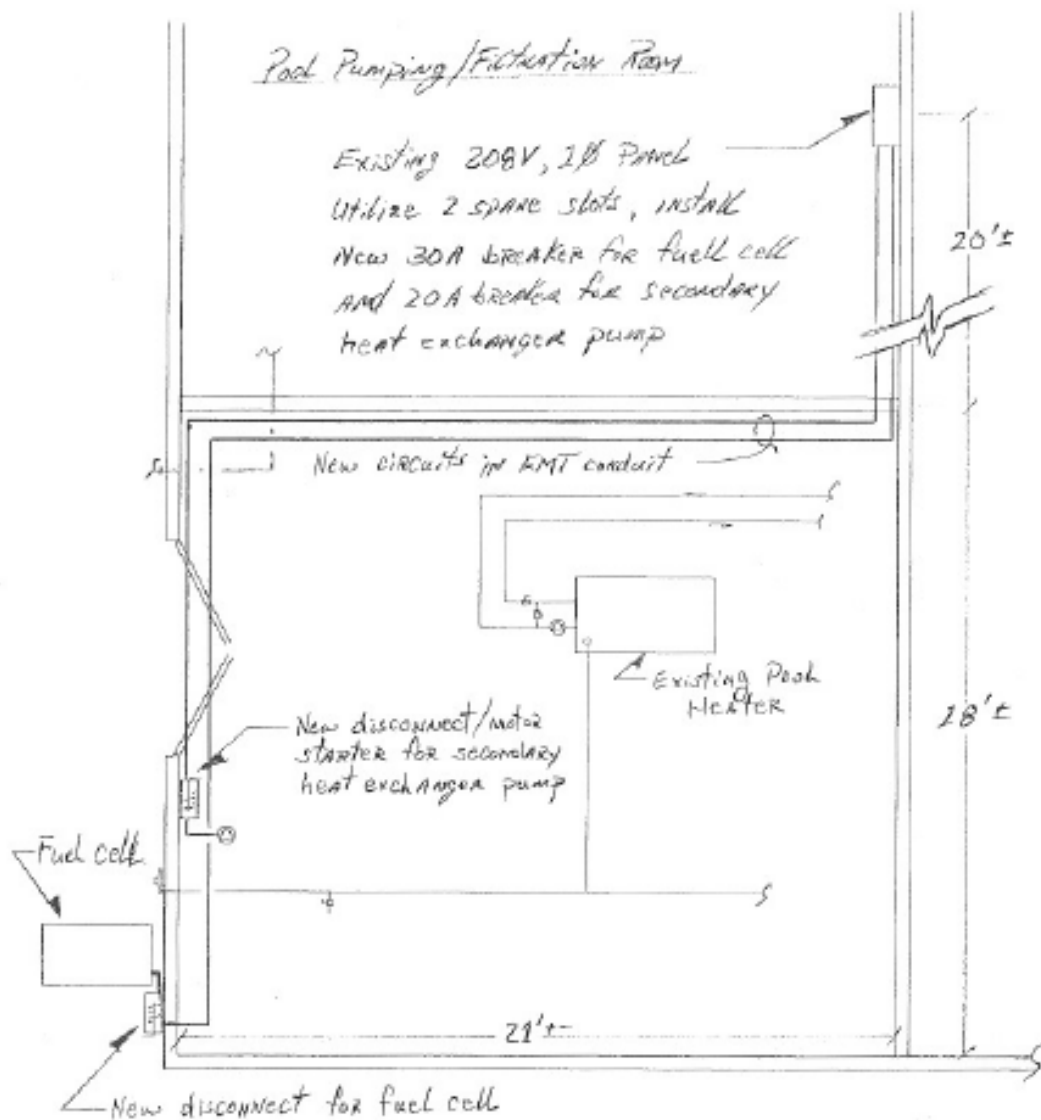 Pool Pumping/Filtration Room
Existing 208V, 1Ø Panel
Utilize 2 spare slots, install
New 30A breaker for fuell cell
and 20A breaker for secondary
heat exchanger pump
20'±
New circuits in EMT conduit
Existing Pool
Heater
18'±
New disconnect/motor
starter for secondary
heat exchanger pump
Fuel cell
21'±
New disconnect for fuel cell